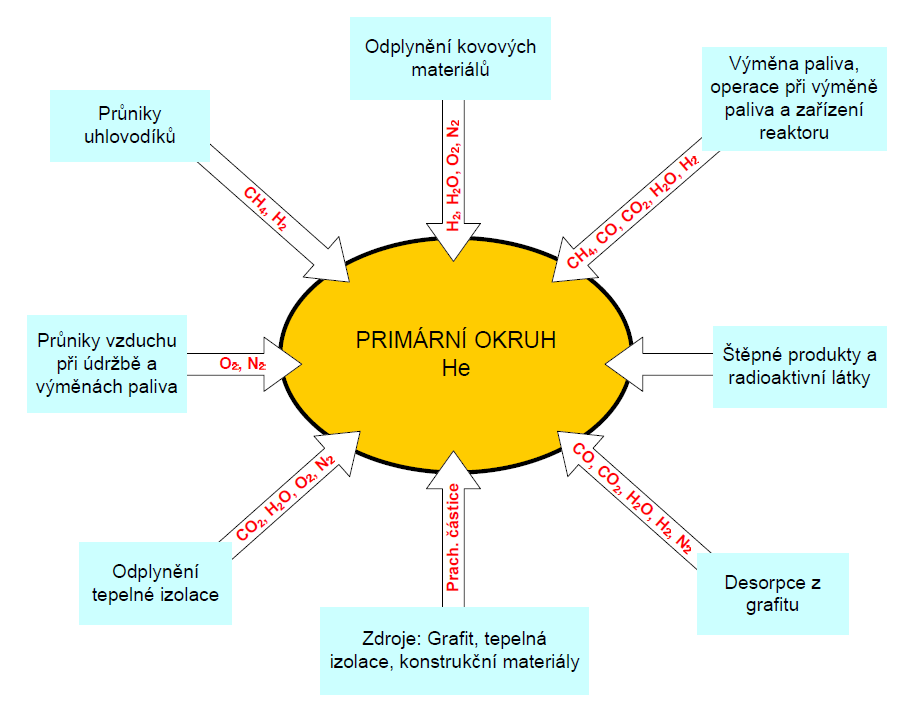 Odplynění kovových
materiálů
Výměna paliva,
operace při výměně
paliva a zařízení
reaktoru
Průniky
uhlovodíků
H₂, H₂O, O₂, N₂
CH₄, H₂
CH₄, CO, CO₂, H₂O, H₂
PRIMÁRNÍ OKRUH
He
Průniky vzduchu
při údržbě a
výměnách paliva
O₂, N₂
Štěpné produkty a
radioaktivní látky
CO₂, H₂O, O₂, N₂
Prach. částice
CO, CO₂, H₂O, H₂, N₂
Odplynění
tepelné izolace
Desorpce z
grafitu
Zdroje: Grafit, tepelná
izolace, konstrukční materiály